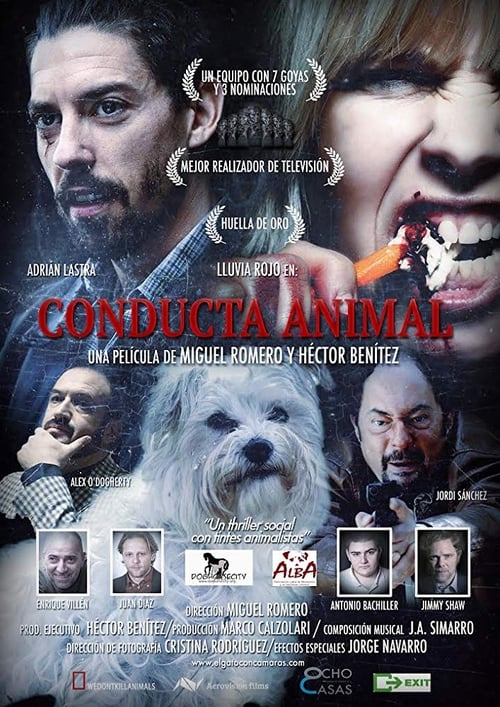 UN EQUIPO CON 7 GOYAS
Y 3 NOMINACIONES
MEJOR REALIZADOR DE TELEVISIÓN
HUELLA DE ORO
ADRIÁN LASTRA
LLUVIA ROJO EN:
CONDUCTA ANIMAL
UNA PELÍCULA DE MIGUEL ROMERO Y HÉCTOR BENÍTEZ
ALEX O'DOGHERTY
JORDI SÁNCHEZ
"Un thriller social
con tintes animalistas"
DOGHOUSECITY
ALBA
ENRIQUE VILLÉN
JUAN DÍAZ
ANTONIO BACHILLER
JIMMY SHAW
DIRECCIÓN MIGUEL ROMERO
PROD. EJECUTIVO HÉCTOR BENÍTEZ/PRODUCCIÓN MARCO CALZOLARI / COMPOSICIÓN MUSICAL J.A. SIMARRO
DIRECCIÓN DE FOTOGRAFÍA CRISTINA RODRÍGUEZ/EFECTOS ESPECIALES JORGE NAVARRO
www.elgatoconcamaras.com
WEDONTKILLANIMALS
Aerovisión films
OCHO
CASAS
EXIT